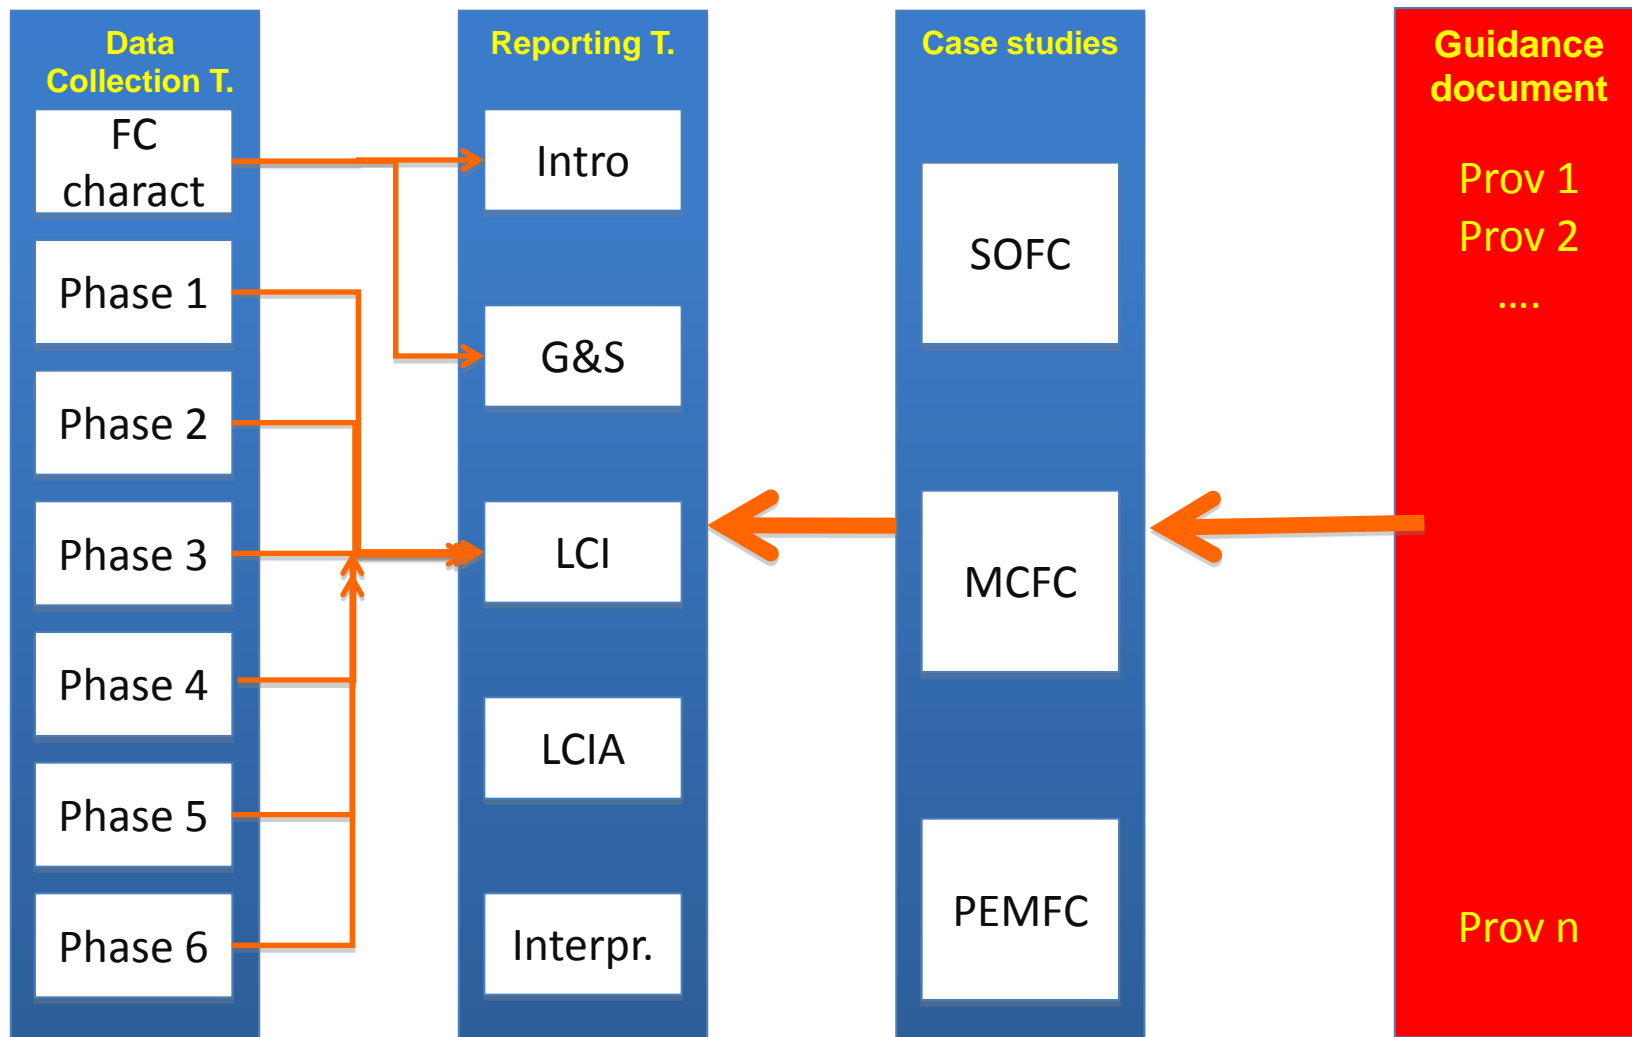 Data
Collection T.
FC
charact
Phase 1
Phase 2
Phase 3
Phase 4
Phase 5
Phase 6
Reporting T.
Intro
G&S
LCI
LCIA
Interpr.
Case studies
SOFC
MCFC
PEMFC
Guidance
document
Prov 1
Prov 2
....
Prov n